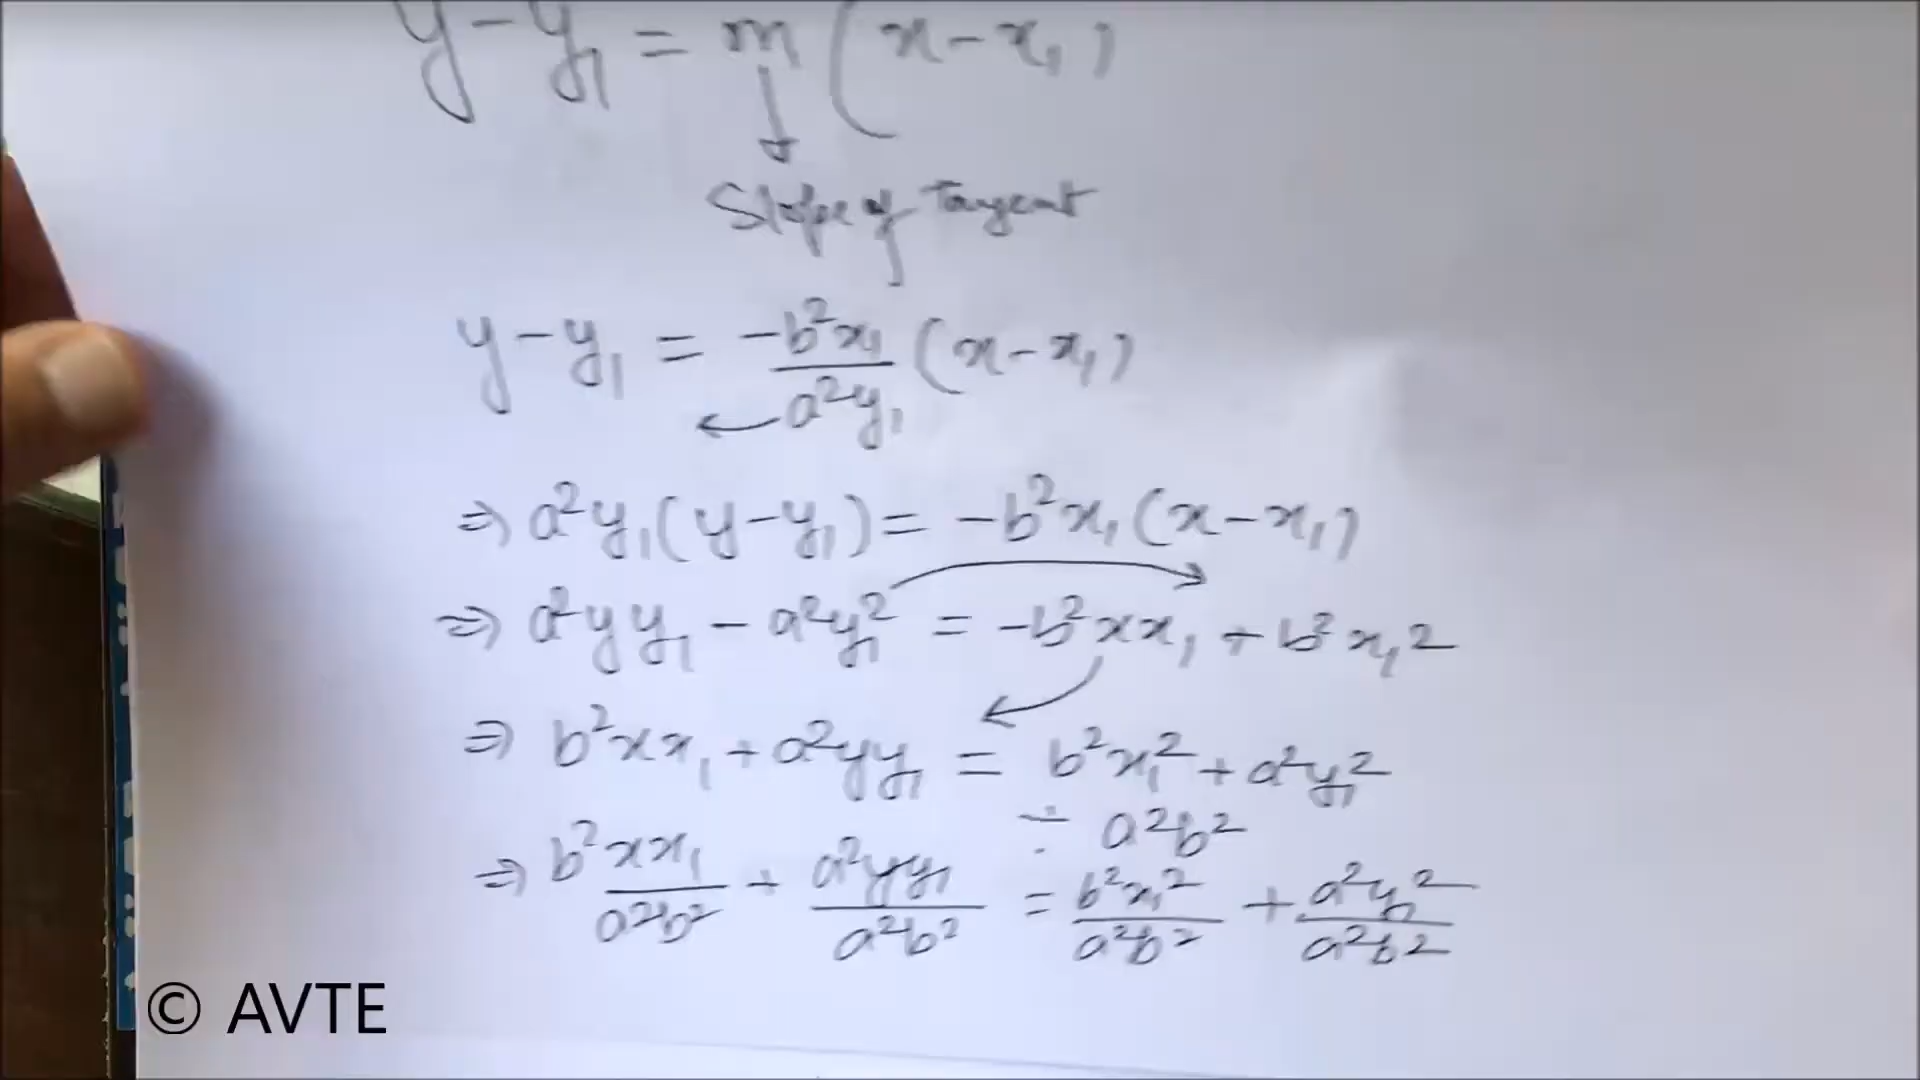 y - y₁ = m (x - x₁)
Slope of Tangent
y - y₁ = -b²x₁/a²y₁ (x - x₁)
⇒ a²y₁(y - y₁) = -b²x₁(x - x₁)
⇒ a²yy₁ - a²y₁² = -b²xx₁ + b²x₁²
⇒ b²xx₁ + a²yy₁ = b²x₁² + a²y₁²
÷ a²b²
⇒ b²xx₁/a²b² + a²yy₁/a²b² = b²x₁²/a²b² + a²y₁²/a²b²
© AVTE